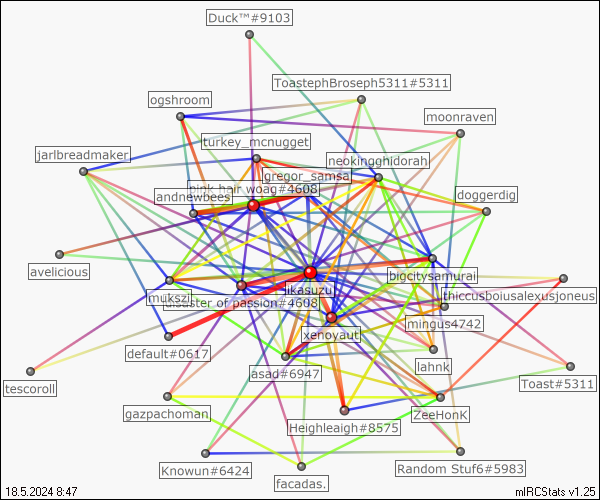 Duck™#9103
ToastephBroseph5311#5311
ogshroom
moonraven
turkey_mcnugget
jarlbreadmaker
neokingghidorah
gregor_samsa
pink hair woag#4608
andrewbees
doggerdig
avelicious
bigcitysamurai
mukszi
ikasuzu
thiccusboiusalexusjoneus
disaster of passion#4608
mingus4742
xenoyaut
default#0617
lahnk
asad#6947
tescoroll
Toast#5311
gazpachoman
ZeeHonK
Heighleaigh#8575
Knowun#6424
Random Stuf6#5983
facadas.
18.5.2024 8:47
mIRCStats v1.25